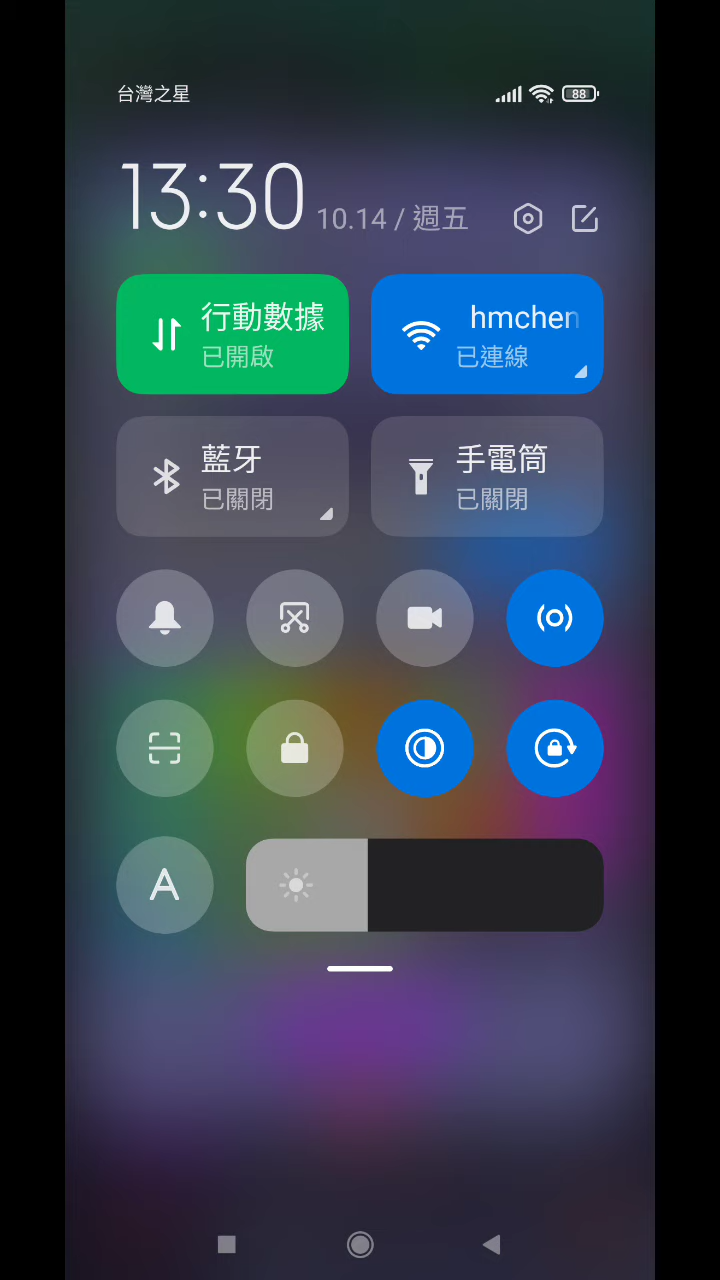 台灣之星
88
13:30
10.14 / 週五
行動數據
已開啟
hmchen
已連線
藍牙
已關閉
手電筒
已關閉
A